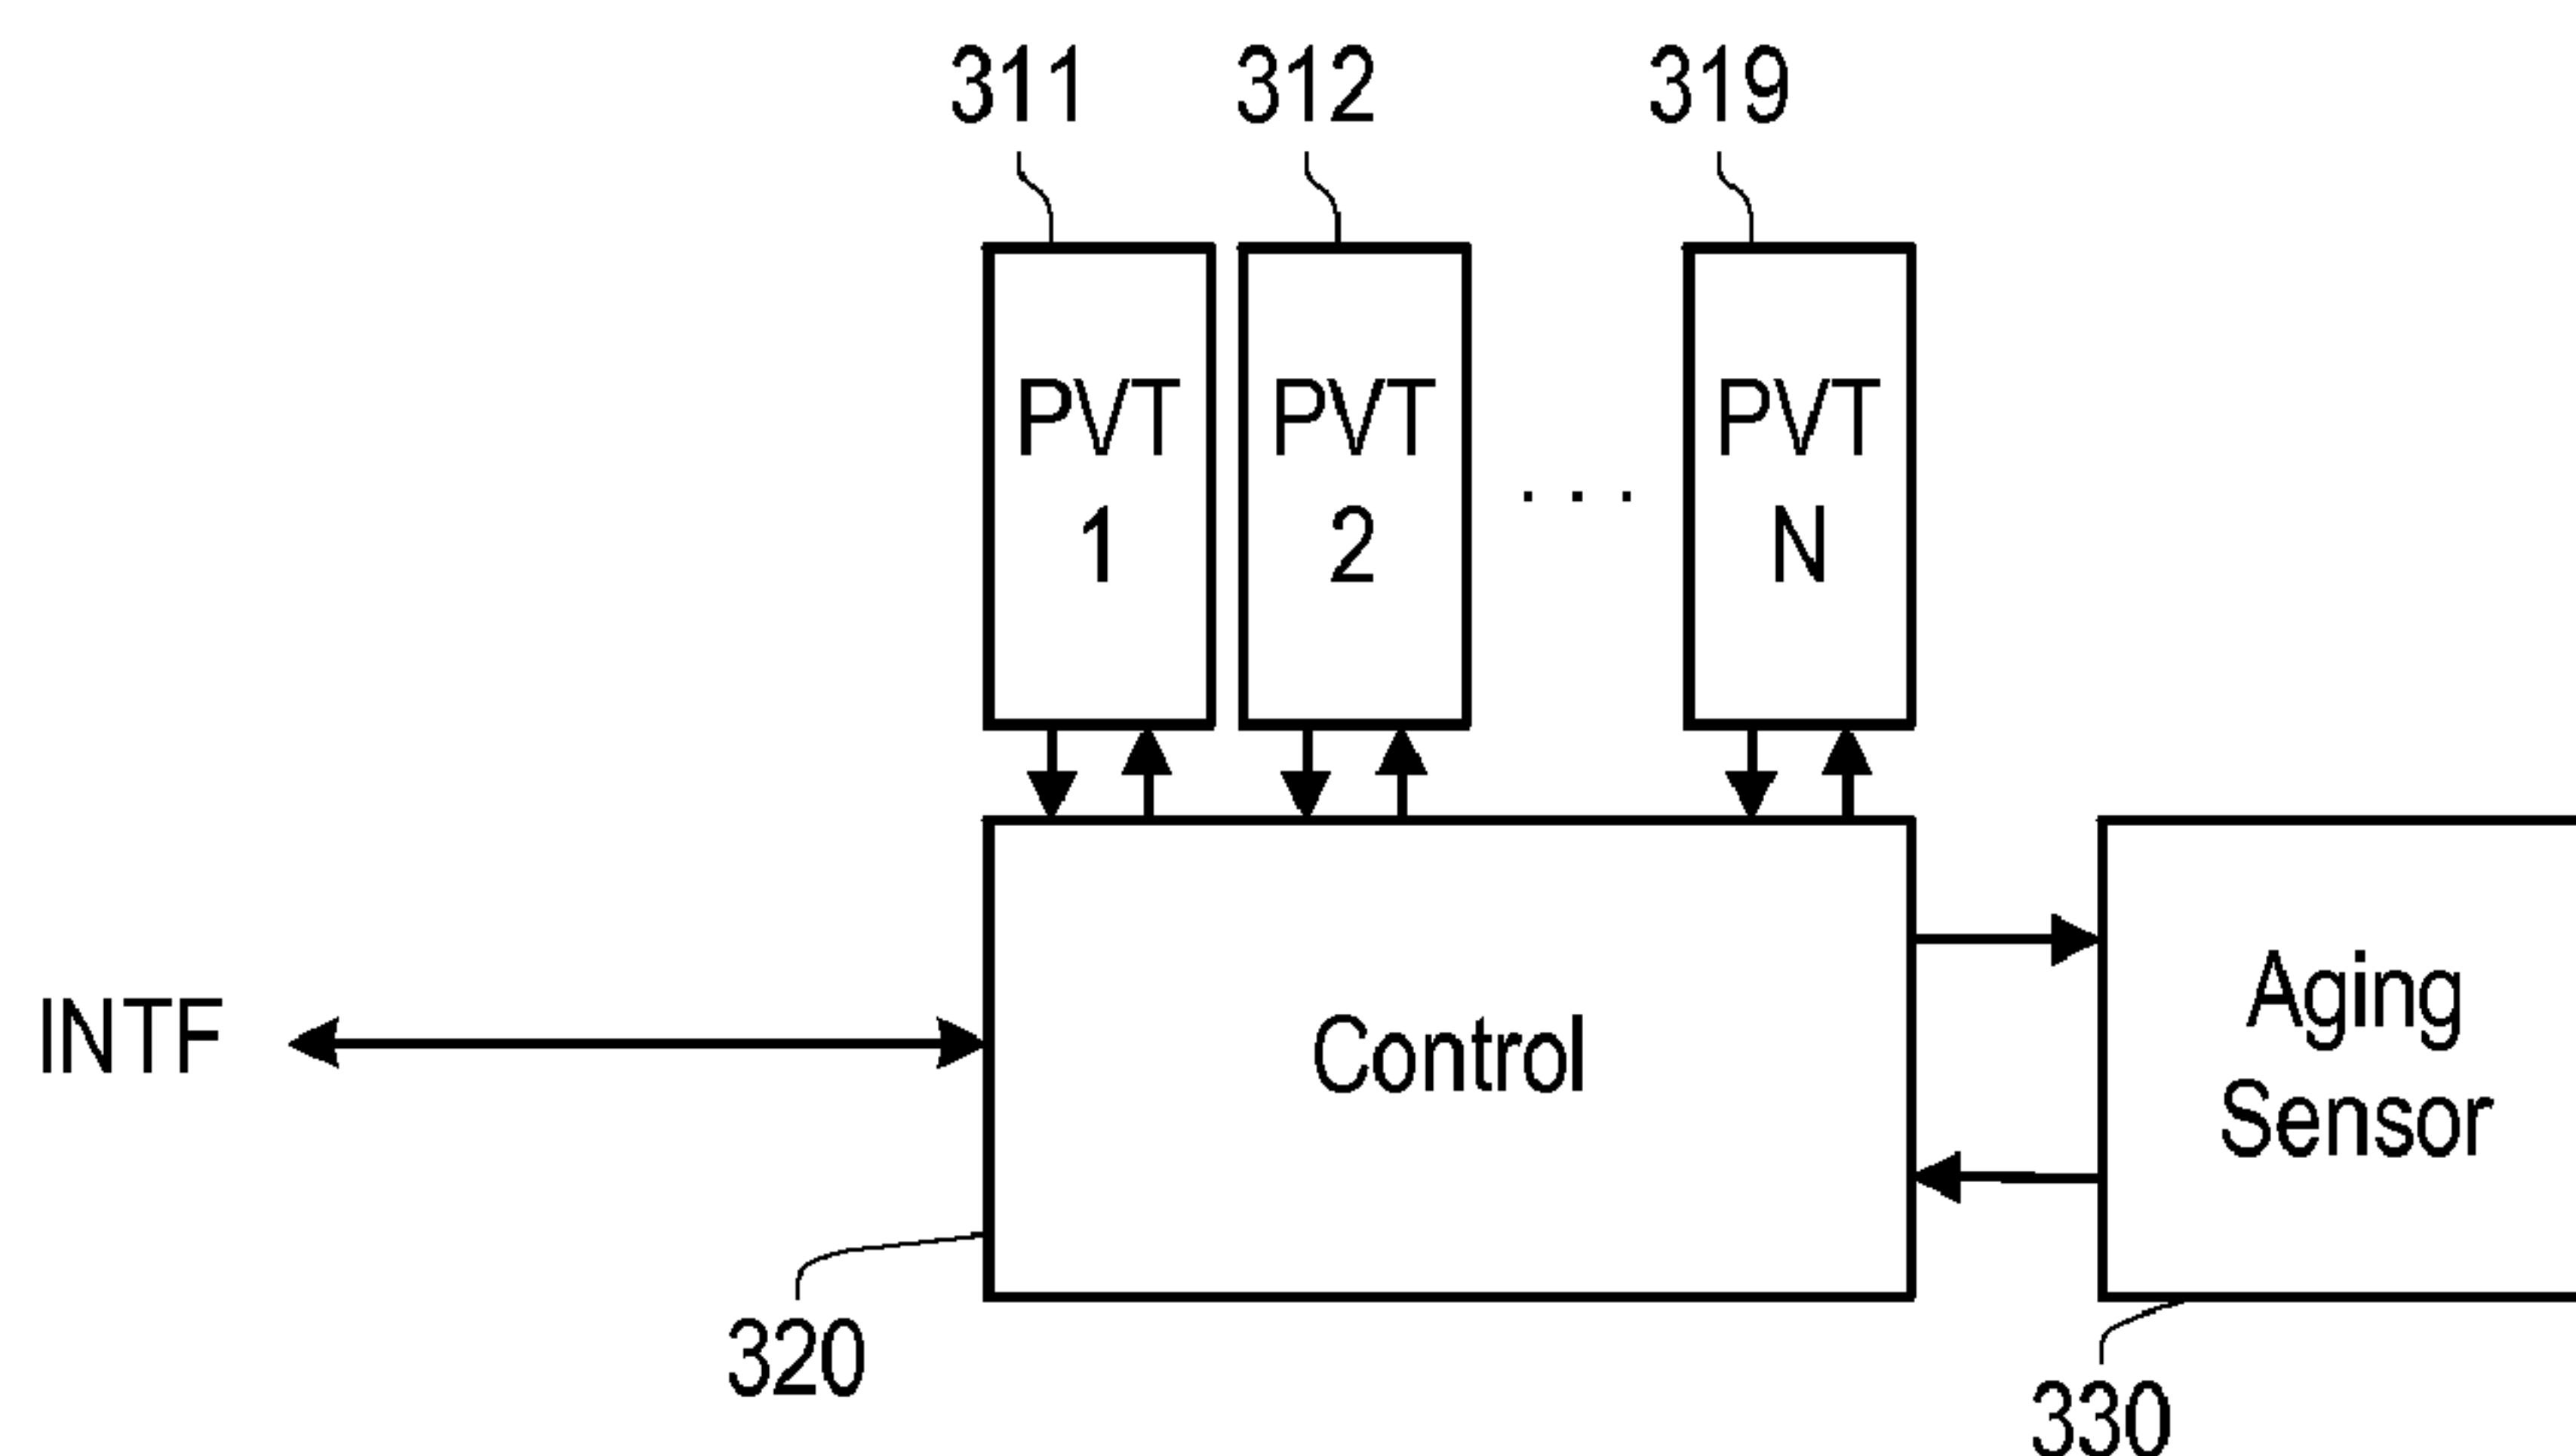 311
312
319
PVT
1
PVT
2
. . .
PVT
N
INTF
Control
Aging
Sensor
320
330